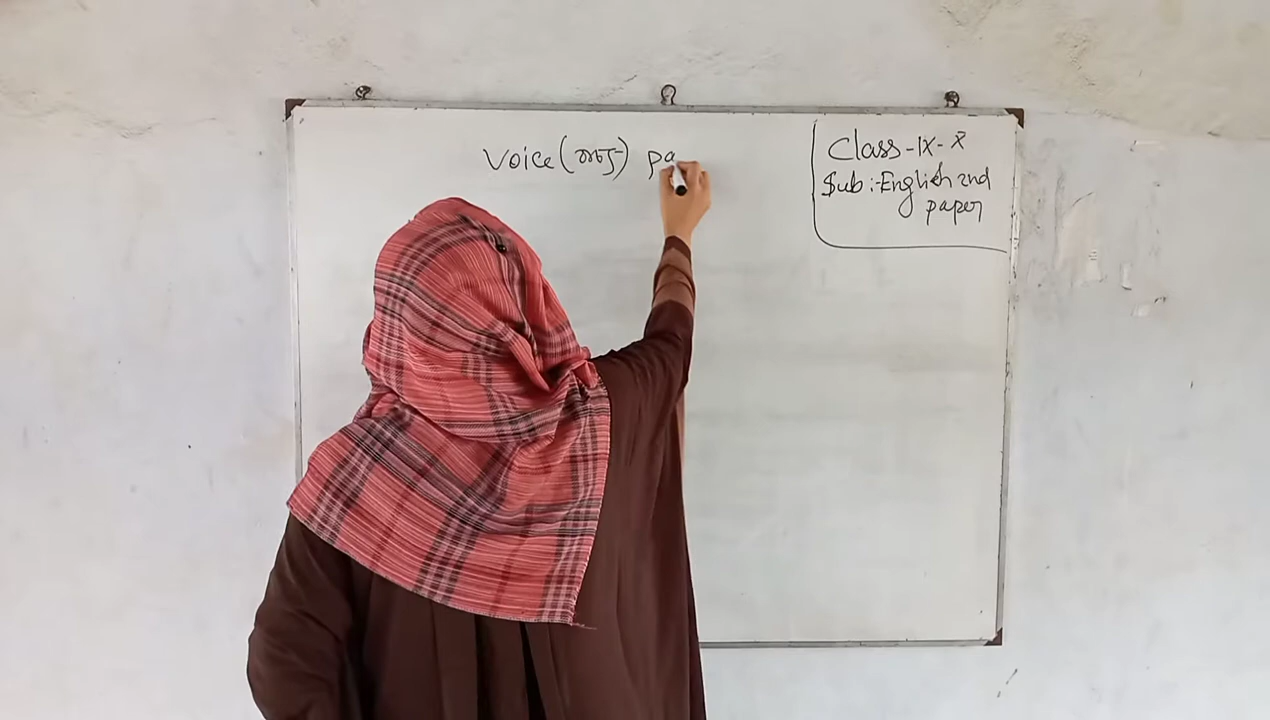 Voice (বাচ্য) pa
Class - IX - X
Sub :- English 2nd
paper